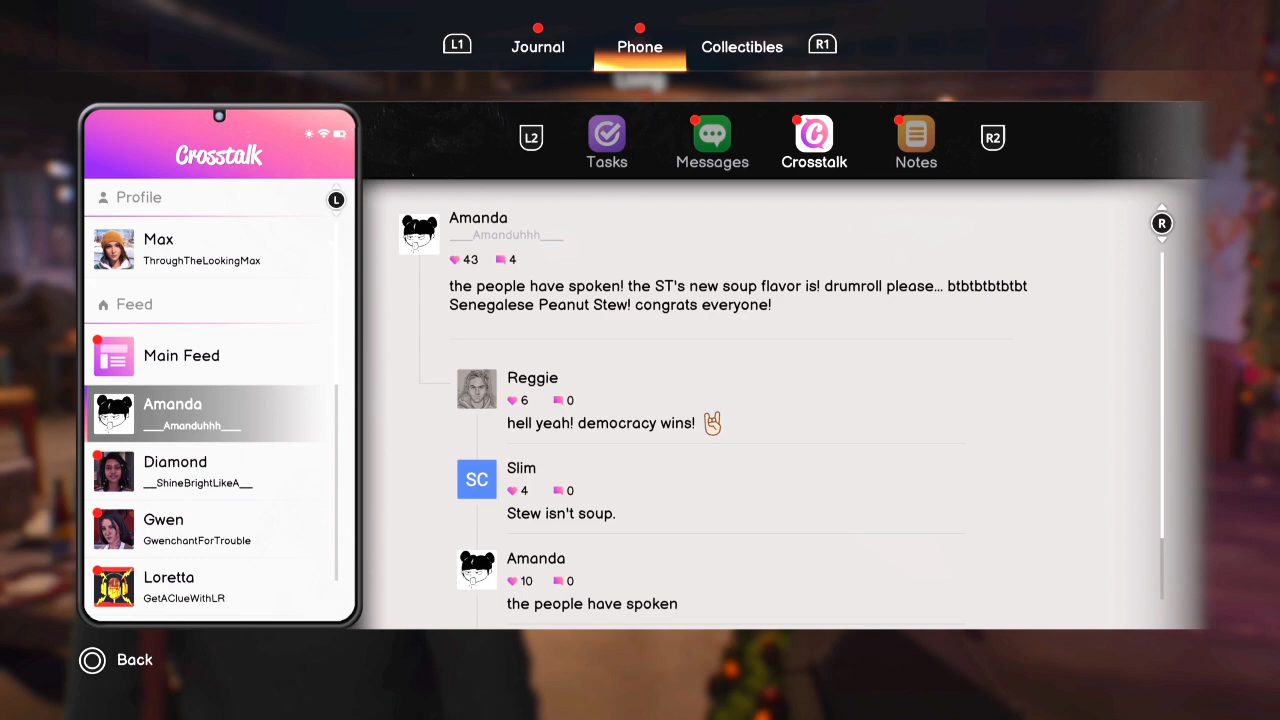 L1
Journal
Phone
Collectibles
R1
Crosstalk
Profile
L
Max
ThroughTheLookingMax
Feed
Main Feed
Amanda
____Amanduhhh____
Diamond
__ShineBrightLikeA__
Gwen
GwenchantForTrouble
Loretta
GetAClueWithLR
L2
Tasks
Messages
Crosstalk
Notes
R2
R
Amanda
____Amanduhhh____
43 4
the people have spoken! the ST's new soup flavor is! drumroll please... btbtbtbtbtbt
Senegalese Peanut Stew! congrats everyone!
Reggie
6 0
hell yeah! democracy wins! 🤘
SC
Slim
4 0
Stew isn't soup.
Amanda
10 0
the people have spoken
Back